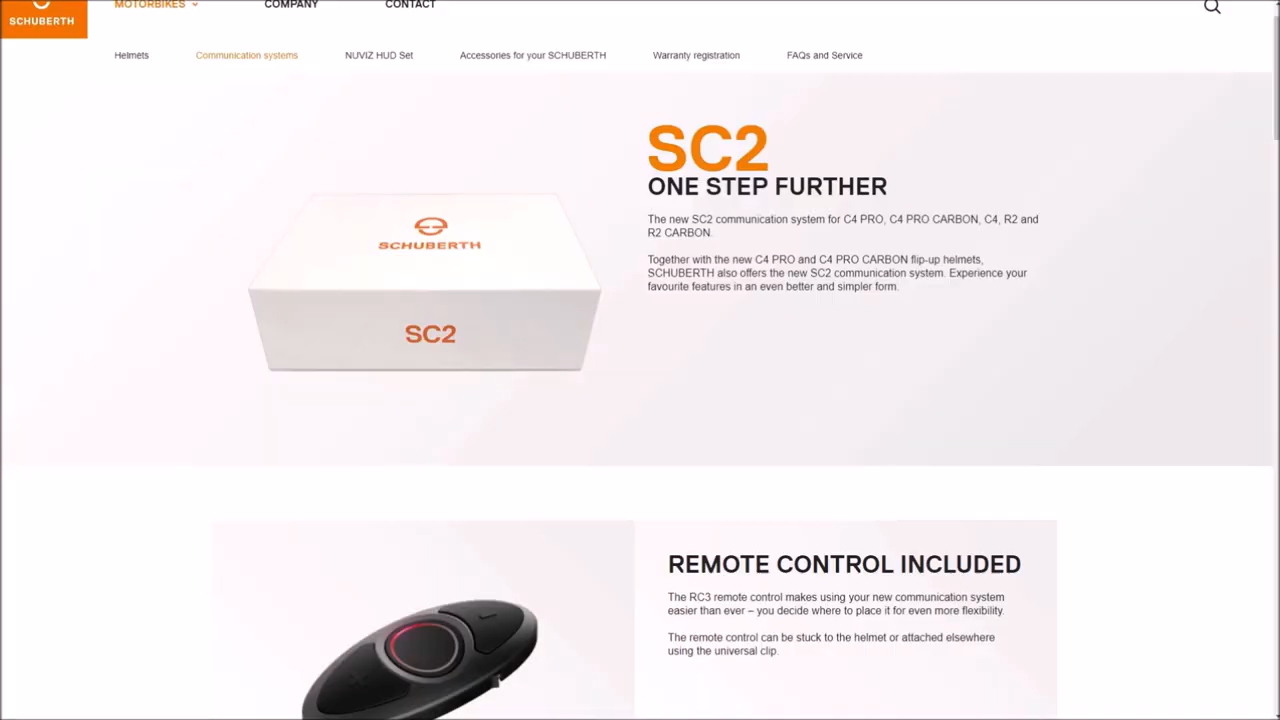 MOTORBIKES
COMPANY
CONTACT
SCHUBERTH
Helmets
Communication systems
NUVIZ HUD Set
Accessories for your SCHUBERTH
Warranty registration
FAQs and Service
SC2
ONE STEP FURTHER
The new SC2 communication system for C4 PRO, C4 PRO CARBON, C4, R2 and
R2 CARBON.
Together with the new C4 PRO and C4 PRO CARBON flip-up helmets,
SCHUBERTH also offers the new SC2 communication system. Experience your
favourite features in an even better and simpler form.
SCHUBERTH
SC2
REMOTE CONTROL INCLUDED
The RC3 remote control makes using your new communication system
easier than ever – you decide where to place it for even more flexibility.
The remote control can be stuck to the helmet or attached elsewhere
using the universal clip.